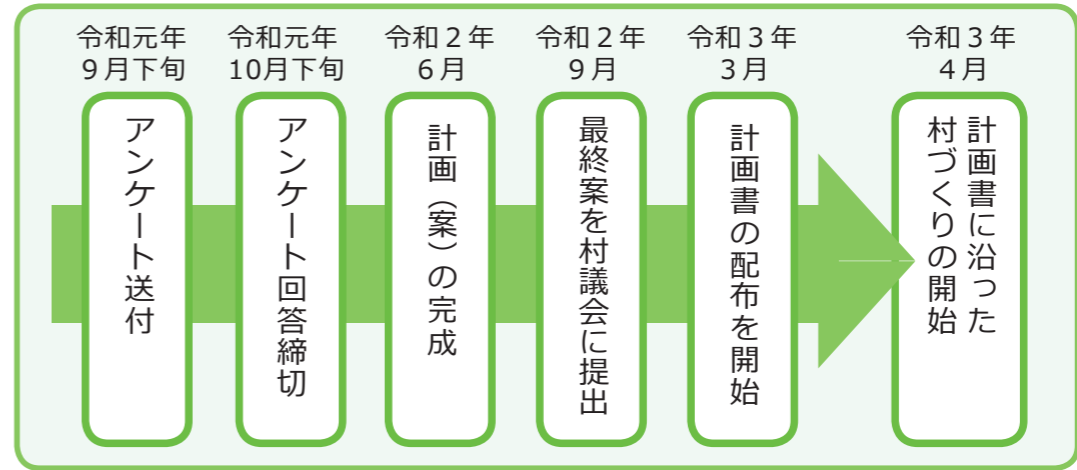 令和元年
9月下旬
アンケート送付
令和元年
10月下旬
アンケート回答締切
令和2年
6月
計画（案）の完成
令和2年
9月
最終案を村議会に提出
令和3年
3月
計画書の配布を開始
令和3年
4月
計画書に沿った
村づくりの開始